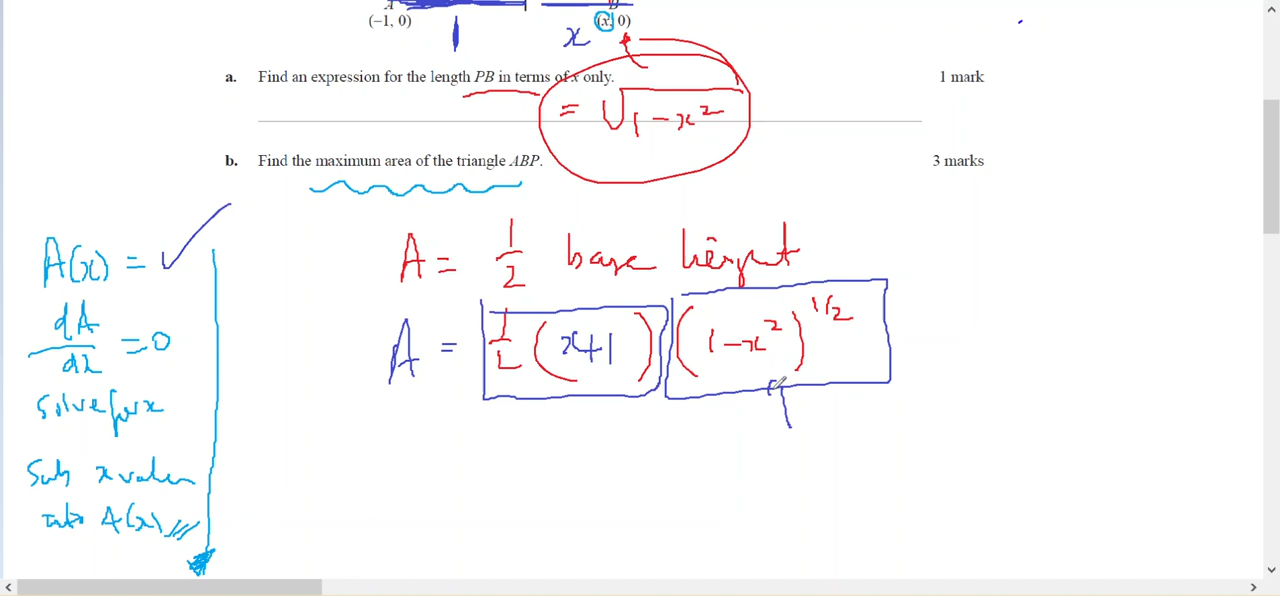 (−1, 0) (x, 0)
1 x
a. Find an expression for the length PB in terms of x only. 1 mark
= √1−x²
b. Find the maximum area of the triangle ABP. 3 marks
A = 1/2 base height
A = 1/2 (x+1) (1−x²)^1/2
A(x) = ✓
dA/dx = 0
solve for x
Sub x value
into A(x)